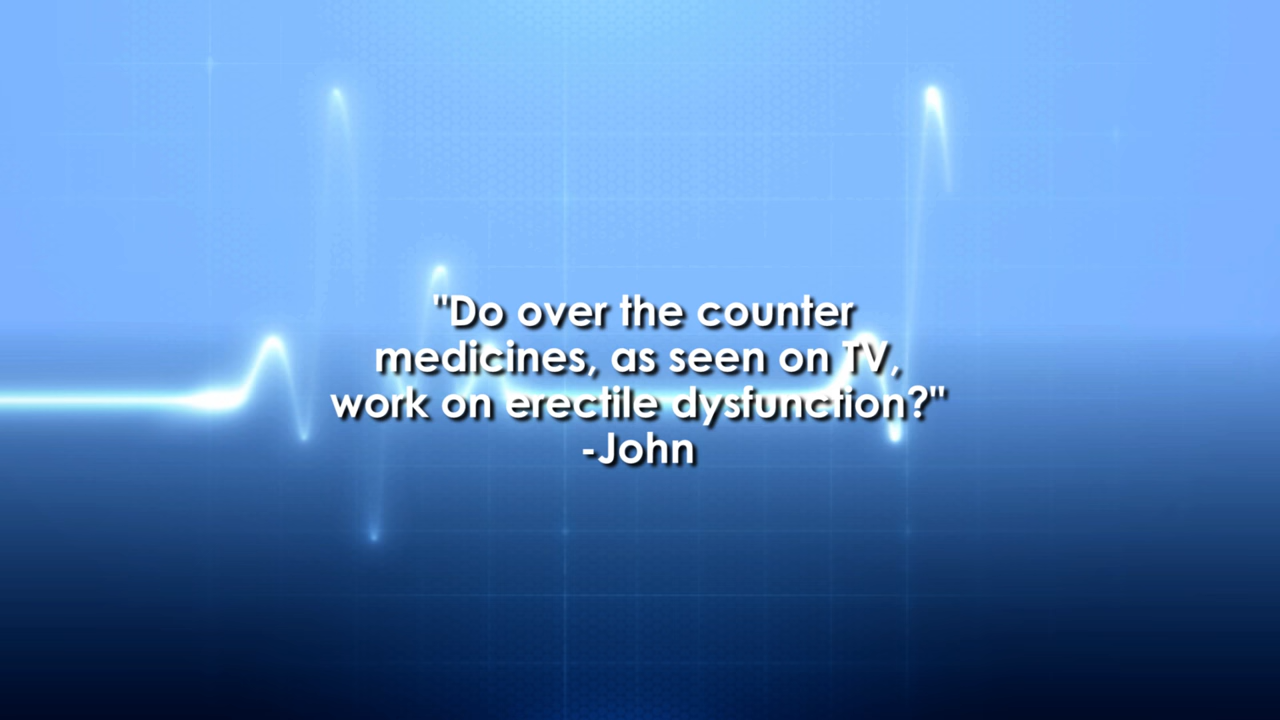 "Do over the counter
medicines, as seen on TV,
work on erectile dysfunction?"
-John